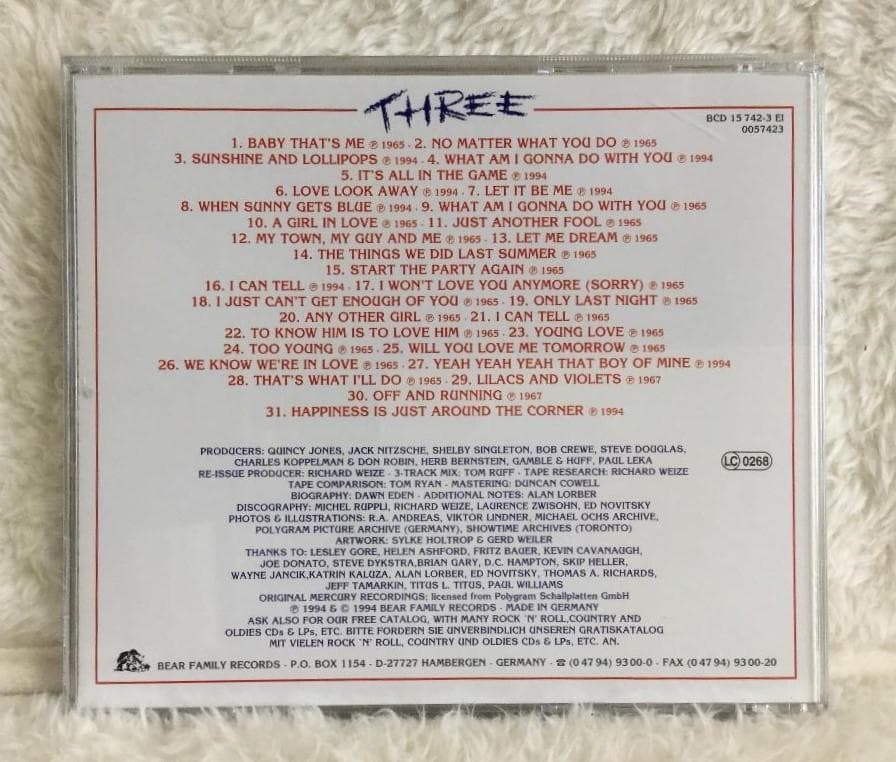 THREE
BCD 15 742-3 EI
0057423
1. BABY THAT'S ME ℗ 1965 · 2. NO MATTER WHAT YOU DO ℗ 1965
3. SUNSHINE AND LOLLIPOPS ℗ 1994 · 4. WHAT AM I GONNA DO WITH YOU ℗ 1994
5. IT'S ALL IN THE GAME ℗ 1994
6. LOVE LOOK AWAY ℗ 1994 · 7. LET IT BE ME ℗ 1994
8. WHEN SUNNY GETS BLUE ℗ 1994 · 9. WHAT AM I GONNA DO WITH YOU ℗ 1965
10. A GIRL IN LOVE ℗ 1965 · 11. JUST ANOTHER FOOL ℗ 1965
12. MY TOWN, MY GUY AND ME ℗ 1965 · 13. LET ME DREAM ℗ 1965
14. THE THINGS WE DID LAST SUMMER ℗ 1965
15. START THE PARTY AGAIN ℗ 1965
16. I CAN TELL ℗ 1994 · 17. I WON'T LOVE YOU ANYMORE (SORRY) ℗ 1965
18. I JUST CAN'T GET ENOUGH OF YOU ℗ 1965 · 19. ONLY LAST NIGHT ℗ 1965
20. ANY OTHER GIRL ℗ 1965 · 21. I CAN TELL ℗ 1965
22. TO KNOW HIM IS TO LOVE HIM ℗ 1965 · 23. YOUNG LOVE ℗ 1965
24. TOO YOUNG ℗ 1965 · 25. WILL YOU LOVE ME TOMORROW ℗ 1965
26. WE KNOW WE'RE IN LOVE ℗ 1965 · 27. YEAH YEAH YEAH THAT BOY OF MINE ℗ 1994
28. THAT'S WHAT I'LL DO ℗ 1965 · 29. LILACS AND VIOLETS ℗ 1967
30. OFF AND RUNNING ℗ 1967
31. HAPPINESS IS JUST AROUND THE CORNER ℗ 1994
PRODUCERS: QUINCY JONES, JACK NITZSCHE, SHELBY SINGLETON, BOB CREWE, STEVE DOUGLAS,
CHARLES KOPPELMAN & DON ROBIN, HERB BERNSTEIN, GAMBLE & HUFF, PAUL LEKA
RE-ISSUE PRODUCER: RICHARD WEIZE · 3-TRACK MIX: TOM RUFF · TAPE RESEARCH: RICHARD WEIZE
TAPE COMPARISON: TOM RYAN · MASTERING: DUNCAN COWELL
BIOGRAPHY: DAWN EDEN · ADDITIONAL NOTES: ALAN LORBER
DISCOGRAPHY: MICHEL RUPPLI, RICHARD WEIZE, LAURENCE ZWISOHN, ED NOVITSKY
PHOTOS & ILLUSTRATIONS: R.A. ANDREAS, VIKTOR LINDNER, MICHAEL OCHS ARCHIVE,
POLYGRAM PICTURE ARCHIVE (GERMANY), SHOWTIME ARCHIVES (TORONTO)
ARTWORK: SYLKE HOLTROP & GERD WEILER
THANKS TO: LESLEY GORE, HELEN ASHFORD, FRITZ BAUER, KEVIN CAVANAUGH,
JOE DONATO, STEVE DYKSTRA,BRIAN GARY, D.C. HAMPTON, SKIP HELLER,
WAYNE JANCIK,KATRIN KALUZA, ALAN LORBER, ED NOVITSKY, THOMAS A. RICHARDS,
JEFF TAMARKIN, TITUS L. TITUS, PAUL WILLIAMS
ORIGINAL MERCURY RECORDINGS; licensed from Polygram Schallplatten GmbH
℗ 1994 & © 1994 BEAR FAMILY RECORDS · MADE IN GERMANY
ASK ALSO FOR OUR FREE CATALOG, WITH MANY ROCK 'N' ROLL,COUNTRY AND
OLDIES CDs & LPs, ETC. BITTE FORDERN SIE UNVERBINDLICH UNSEREN GRATISKATALOG
MIT VIELEN ROCK 'N' ROLL, COUNTRY UND OLDIES CDs & LPs, ETC. AN.
LC 0268
BEAR FAMILY RECORDS · P.O. BOX 1154 · D-27727 HAMBERGEN · GERMANY · ☎ (0 47 94) 93 00-0 · FAX (0 47 94) 93 00-20